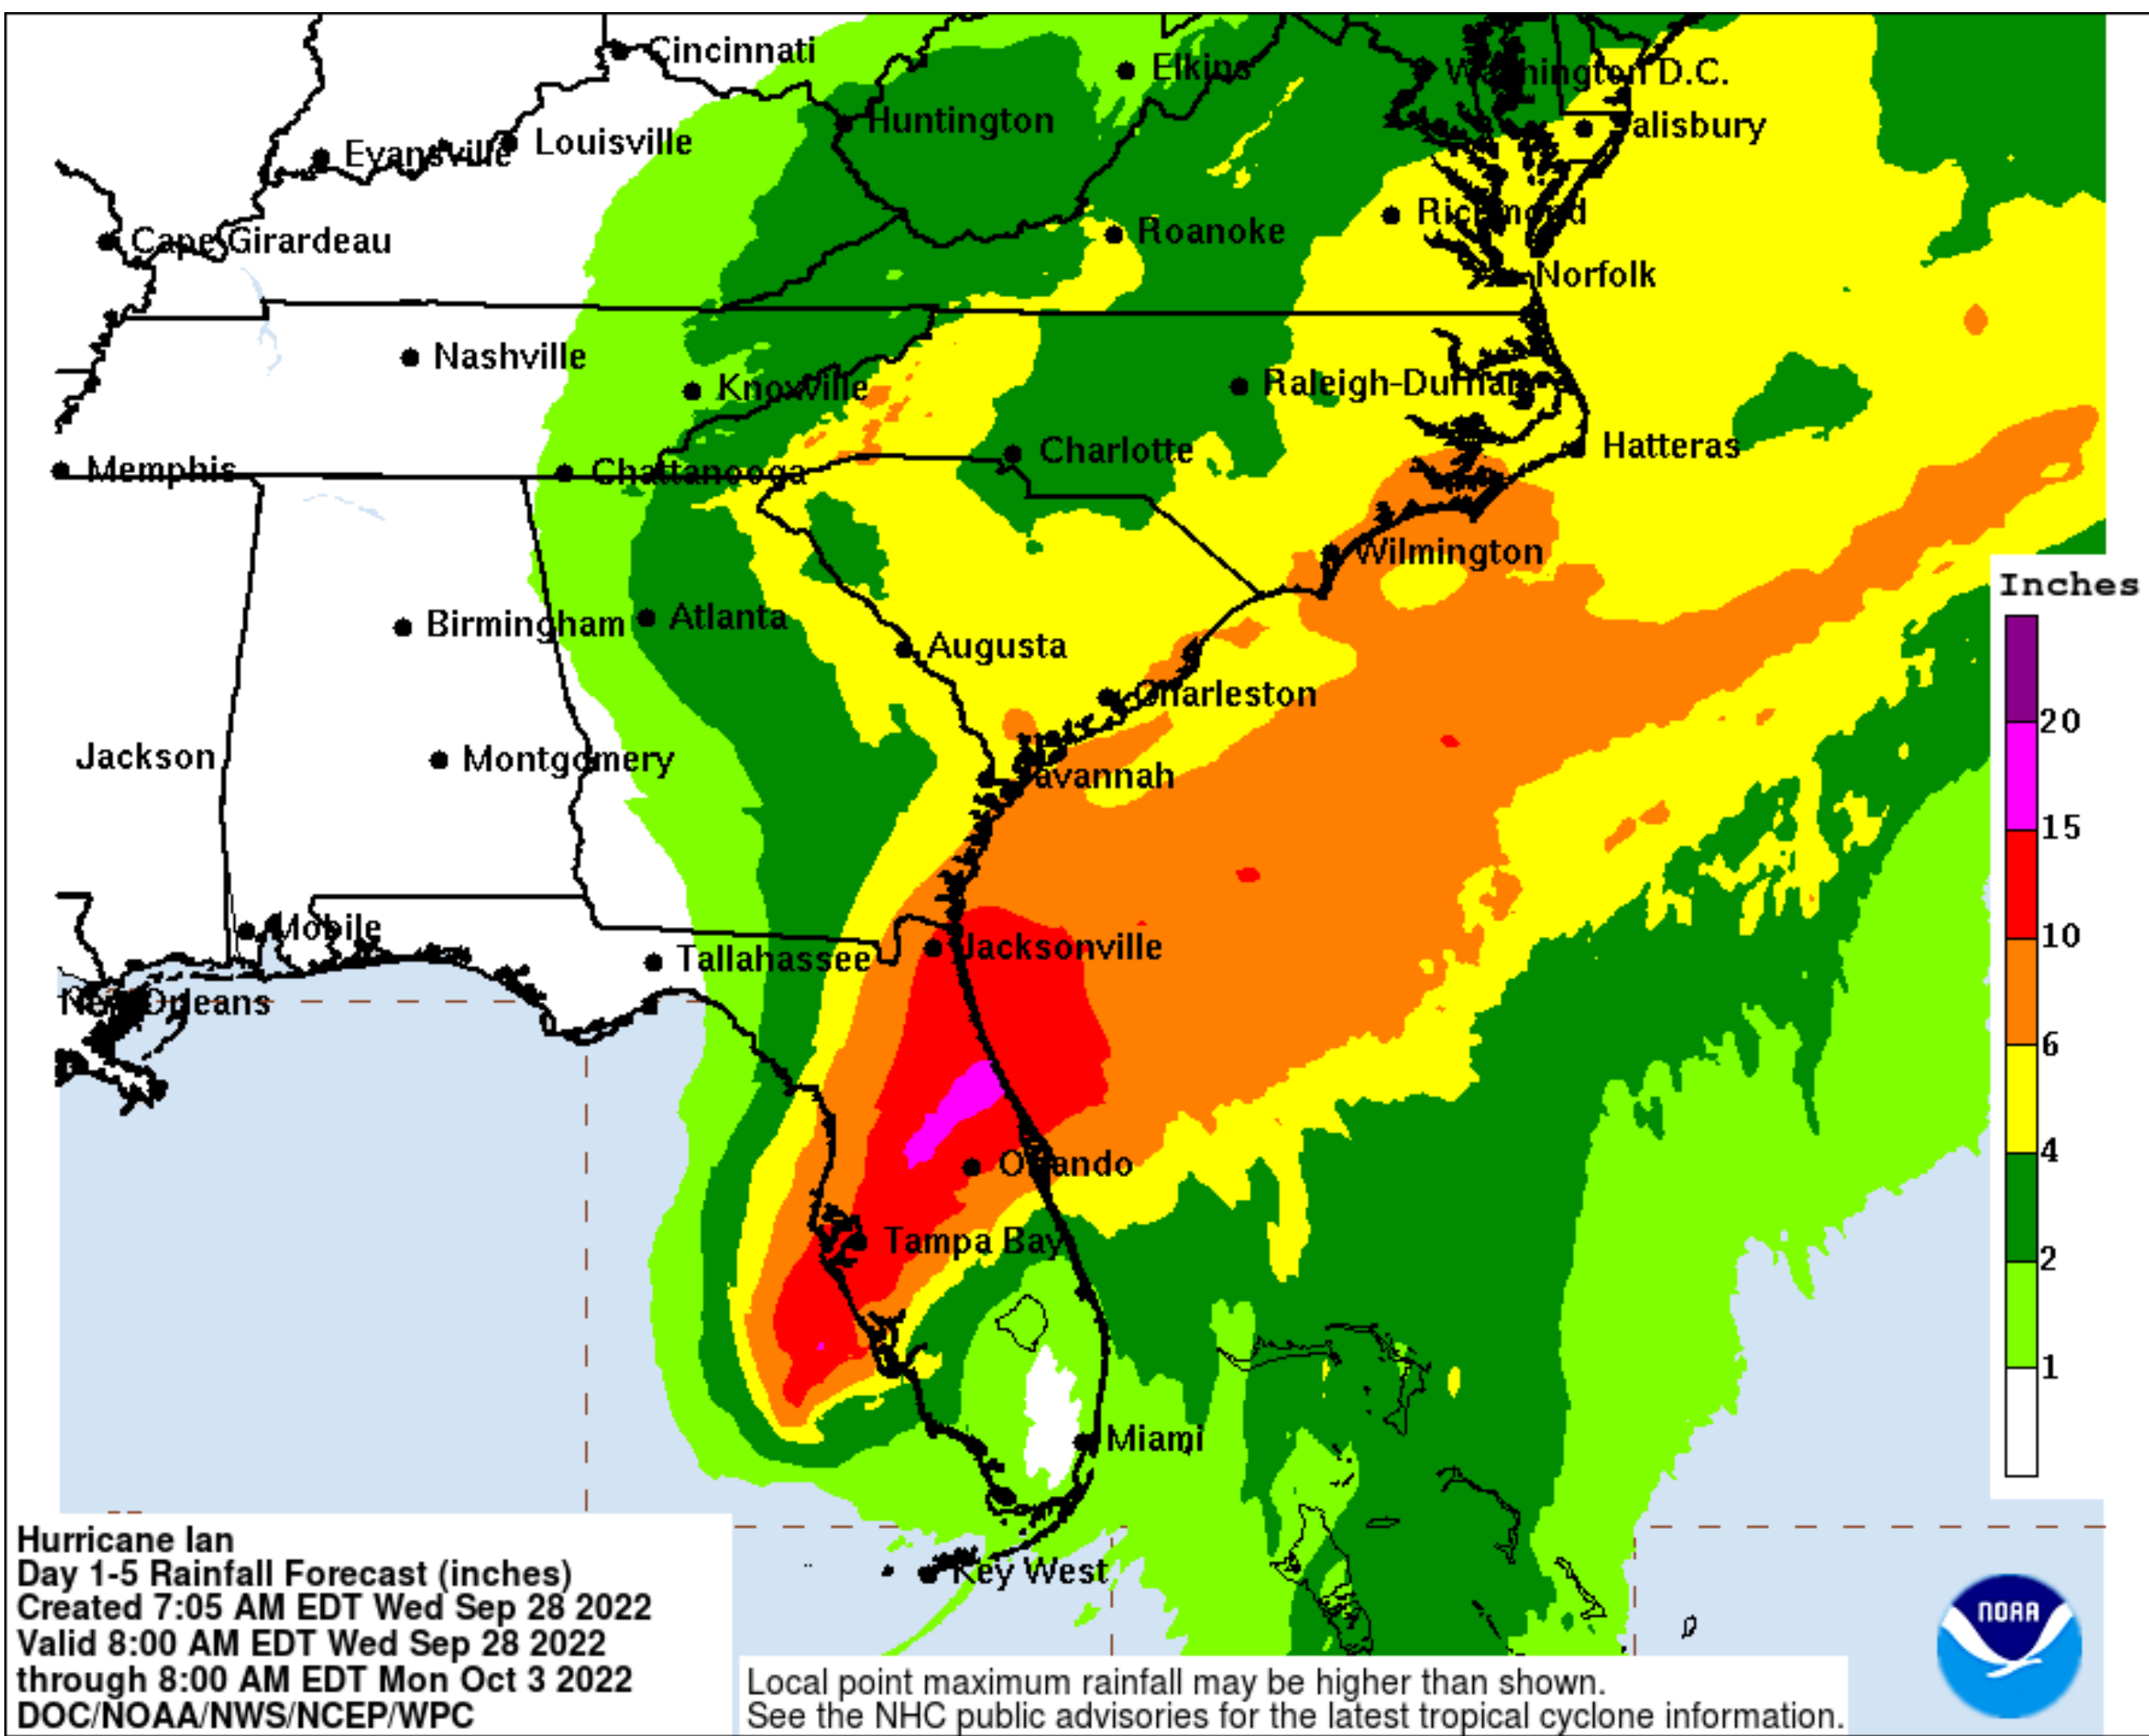 Cincinnati
Elkins
Washington D.C.
Huntington
Salisbury
Evansville
Louisville
Richmond
Cape Girardeau
Roanoke
Norfolk
Nashville
Knoxville
Raleigh-Durham
Memphis
Chattanooga
Charlotte
Hatteras
Wilmington
Inches
Birmingham
Atlanta
Augusta
Charleston
20
Jackson
Montgomery
Savannah
15
Mobile
Tallahassee
Jacksonville
10
New Orleans
6
Orlando
4
Tampa Bay
2
1
Miami
Key West
Hurricane Ian
Day 1-5 Rainfall Forecast (inches)
Created 7:05 AM EDT Wed Sep 28 2022
Valid 8:00 AM EDT Wed Sep 28 2022
through 8:00 AM EDT Mon Oct 3 2022
DOC/NOAA/NWS/NCEP/WPC
Local point maximum rainfall may be higher than shown.
See the NHC public advisories for the latest tropical cyclone information.
NOAA